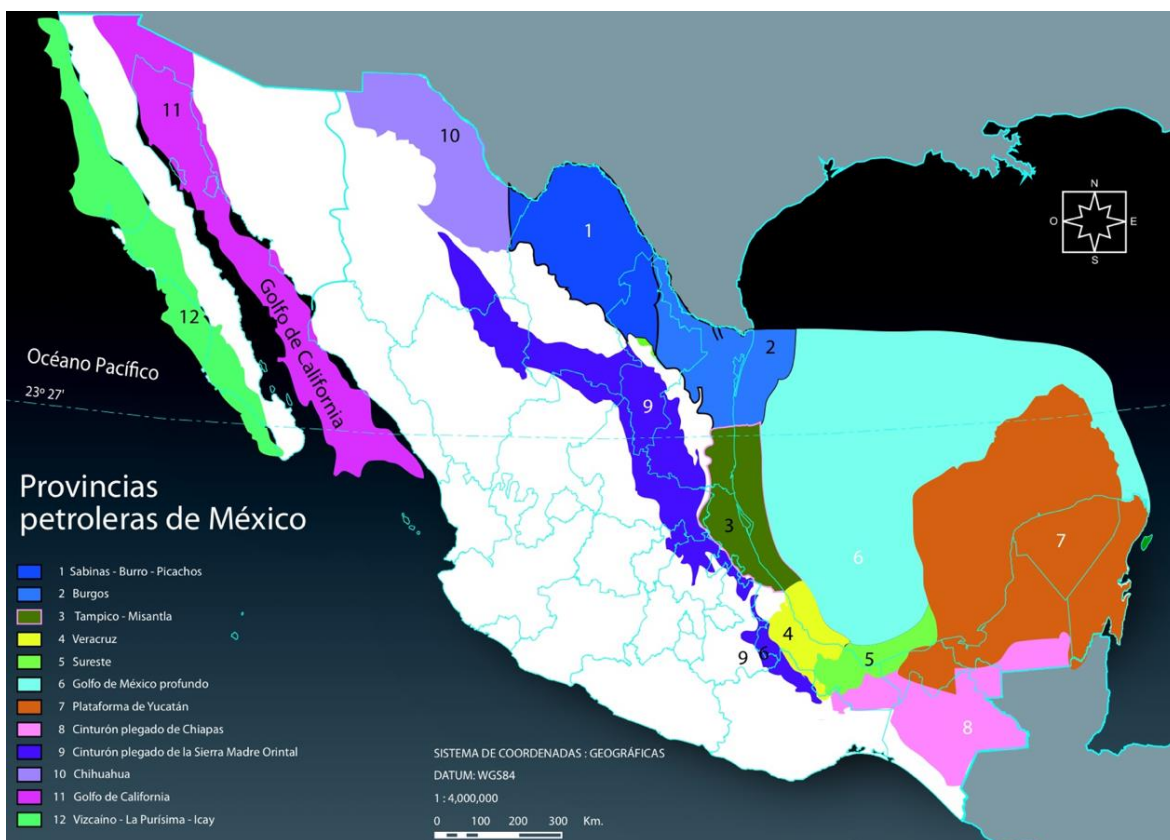 11
10
1
N
O
E
S
12
Golfo de California
2
Océano Pacífico
23º 27'
9
3
6
7
4
5
9
6
8
Provincias
petroleras de México
1 Sabinas - Burro - Picachos
2 Burgos
3 Tampico - Misantla
4 Veracruz
5 Sureste
6 Golfo de México profundo
7 Plataforma de Yucatán
8 Cinturón plegado de Chiapas
9 Cinturón plegado de la Sierra Madre Orintal
10 Chihuahua
11 Golfo de California
12 Vizcaíno - La Purísima - Icay
SISTEMA DE COORDENADAS : GEOGRÁFICAS
DATUM: WGS84
1 : 4,000,000
0 100 200 300 Km.